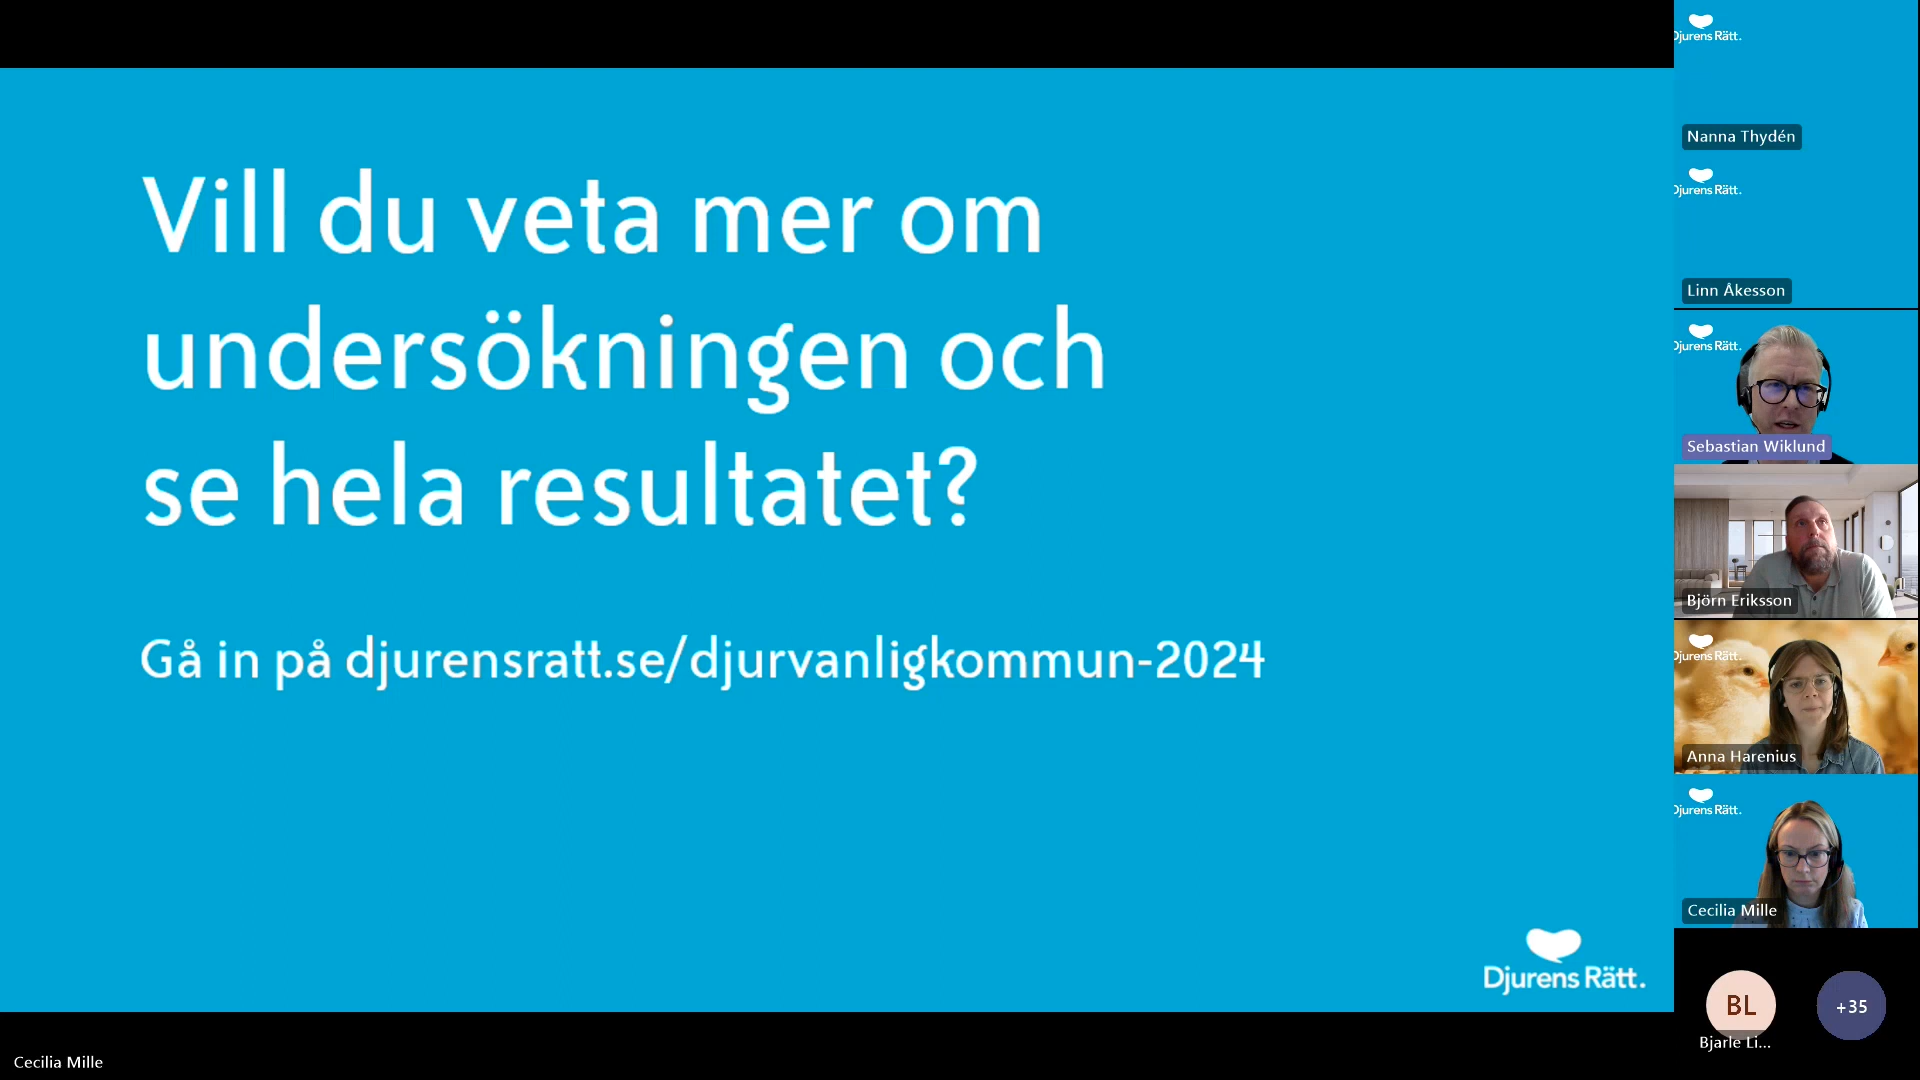 Vill du veta mer om
undersökningen och
se hela resultatet?
Gå in på djurensratt.se/djurvanligkommun-2024
Djurens Rätt.
Cecilia Mille
Djurens Rätt.
Nanna Thydén
Djurens Rätt.
Linn Åkesson
Djurens Rätt.
Sebastian Wiklund
Björn Eriksson
Djurens Rätt.
Anna Harenius
Djurens Rätt.
Cecilia Mille
BL
+35
Bjarle Li...